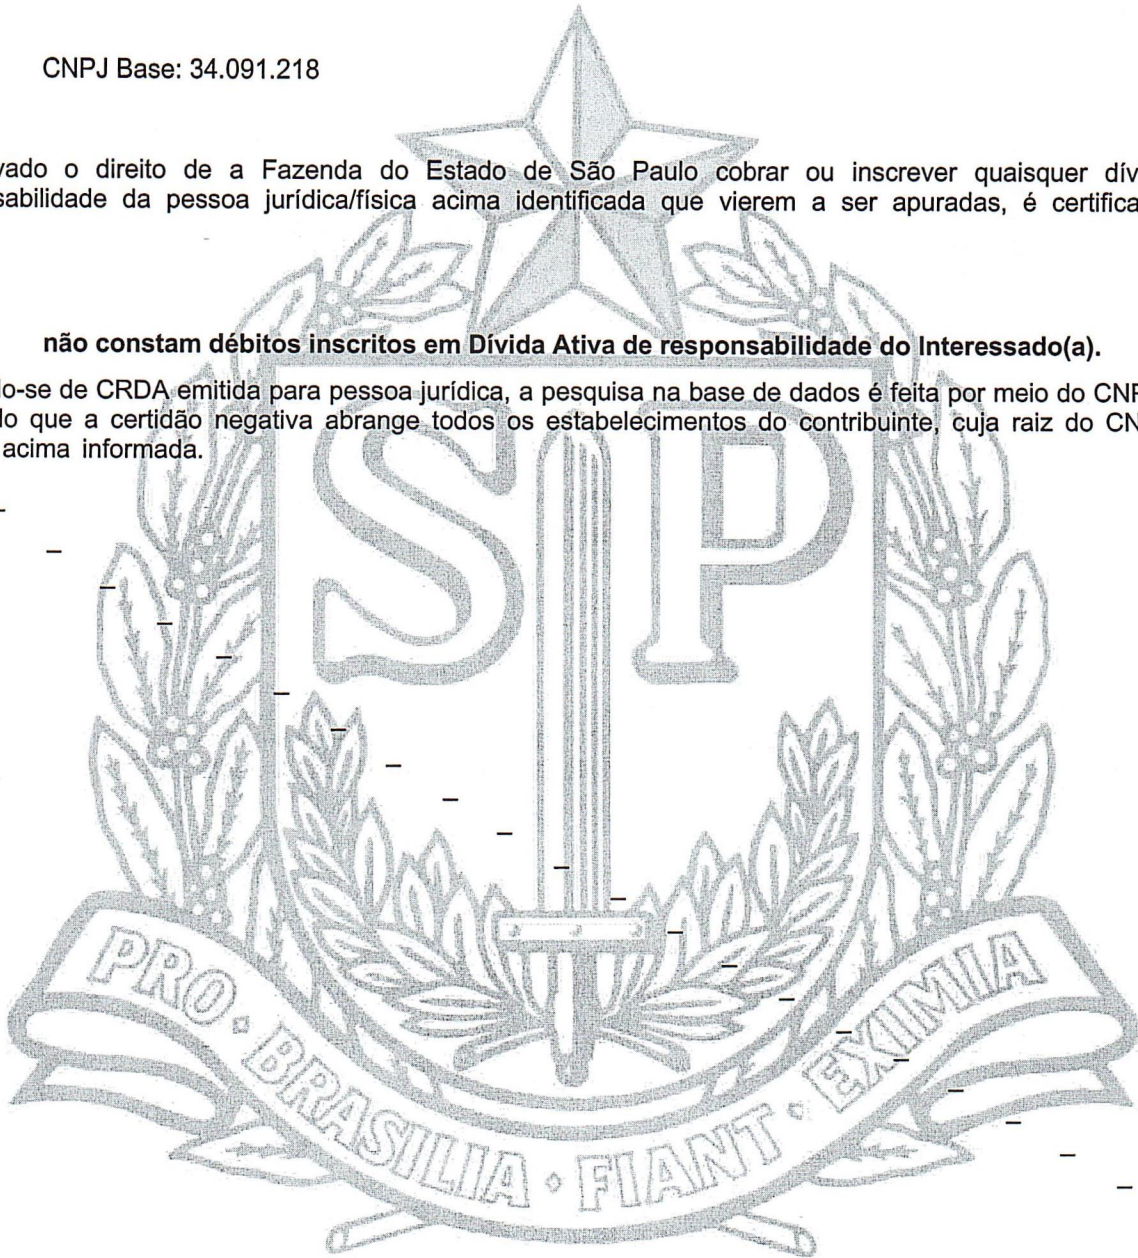 CNPJ Base: 34.091.218
vado o direito de a Fazenda do Estado de São Paulo cobrar ou inscrever quaisquer dív
sabilidade da pessoa jurídica/física acima identificada que vierem a ser apuradas, é certifica
não constam débitos inscritos em Dívida Ativa de responsabilidade do Interessado(a).
do-se de CRDA emitida para pessoa jurídica, a pesquisa na base de dados é feita por meio do CNP
do que a certidão negativa abrange todos os estabelecimentos do contribuinte, cuja raiz do CN
acima informada.
SP
PRO BRASILIA FIANT EXIMIA